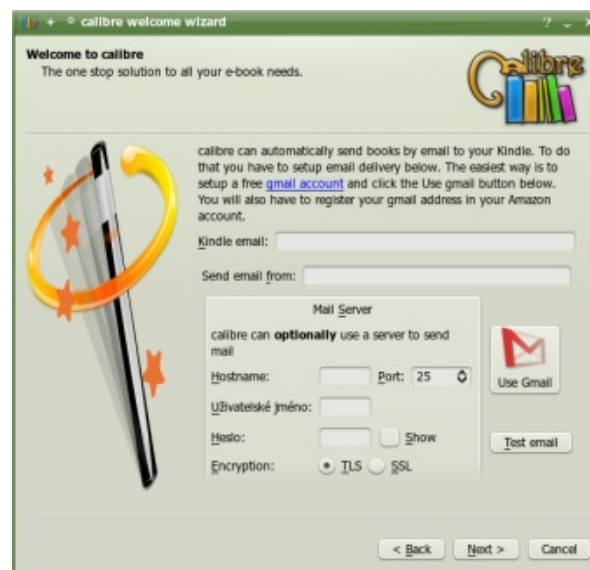 calibre welcome wizard
Welcome to calibre
The one stop solution to all your e-book needs.
Calibre
calibre can automatically send books by email to your Kindle. To do
that you have to setup email delivery below. The easiest way is to
setup a free gmail account and click the Use gmail button below.
You will also have to register your gmail address in your Amazon
account.
Kindle email:
Send email from:
Mail Server
calibre can optionally use a server to send
mail
Hostname: Port: 25
Use Gmail
Uživatelské jméno:
Heslo: Show
Test email
Encryption: TLS SSL
< Back Next > Cancel